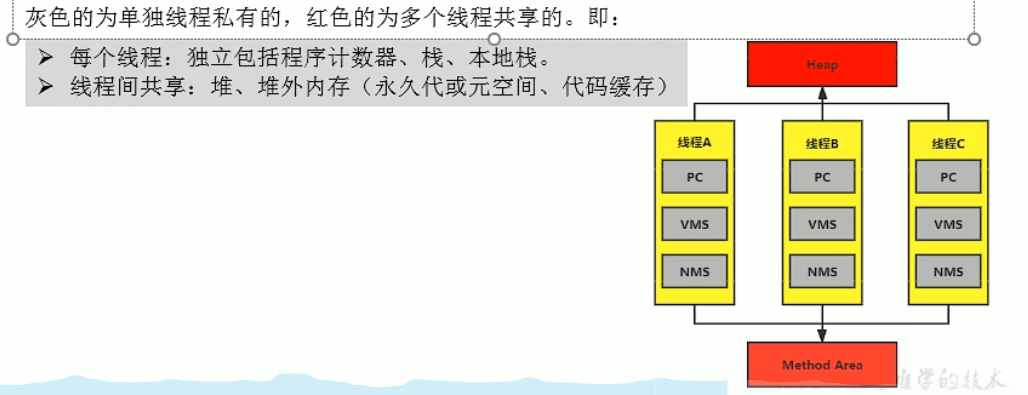 灰色的为单独线程私有的，红色的为多个线程共享的。即：
➢ 每个线程：独立包括程序计数器、栈、本地栈。
➢ 线程间共享：堆、堆外内存（永久代或元空间、代码缓存）
Heap
线程A
线程B
线程C
PC
PC
PC
VMS
VMS
VMS
NMS
NMS
NMS
Method Area
学的技术